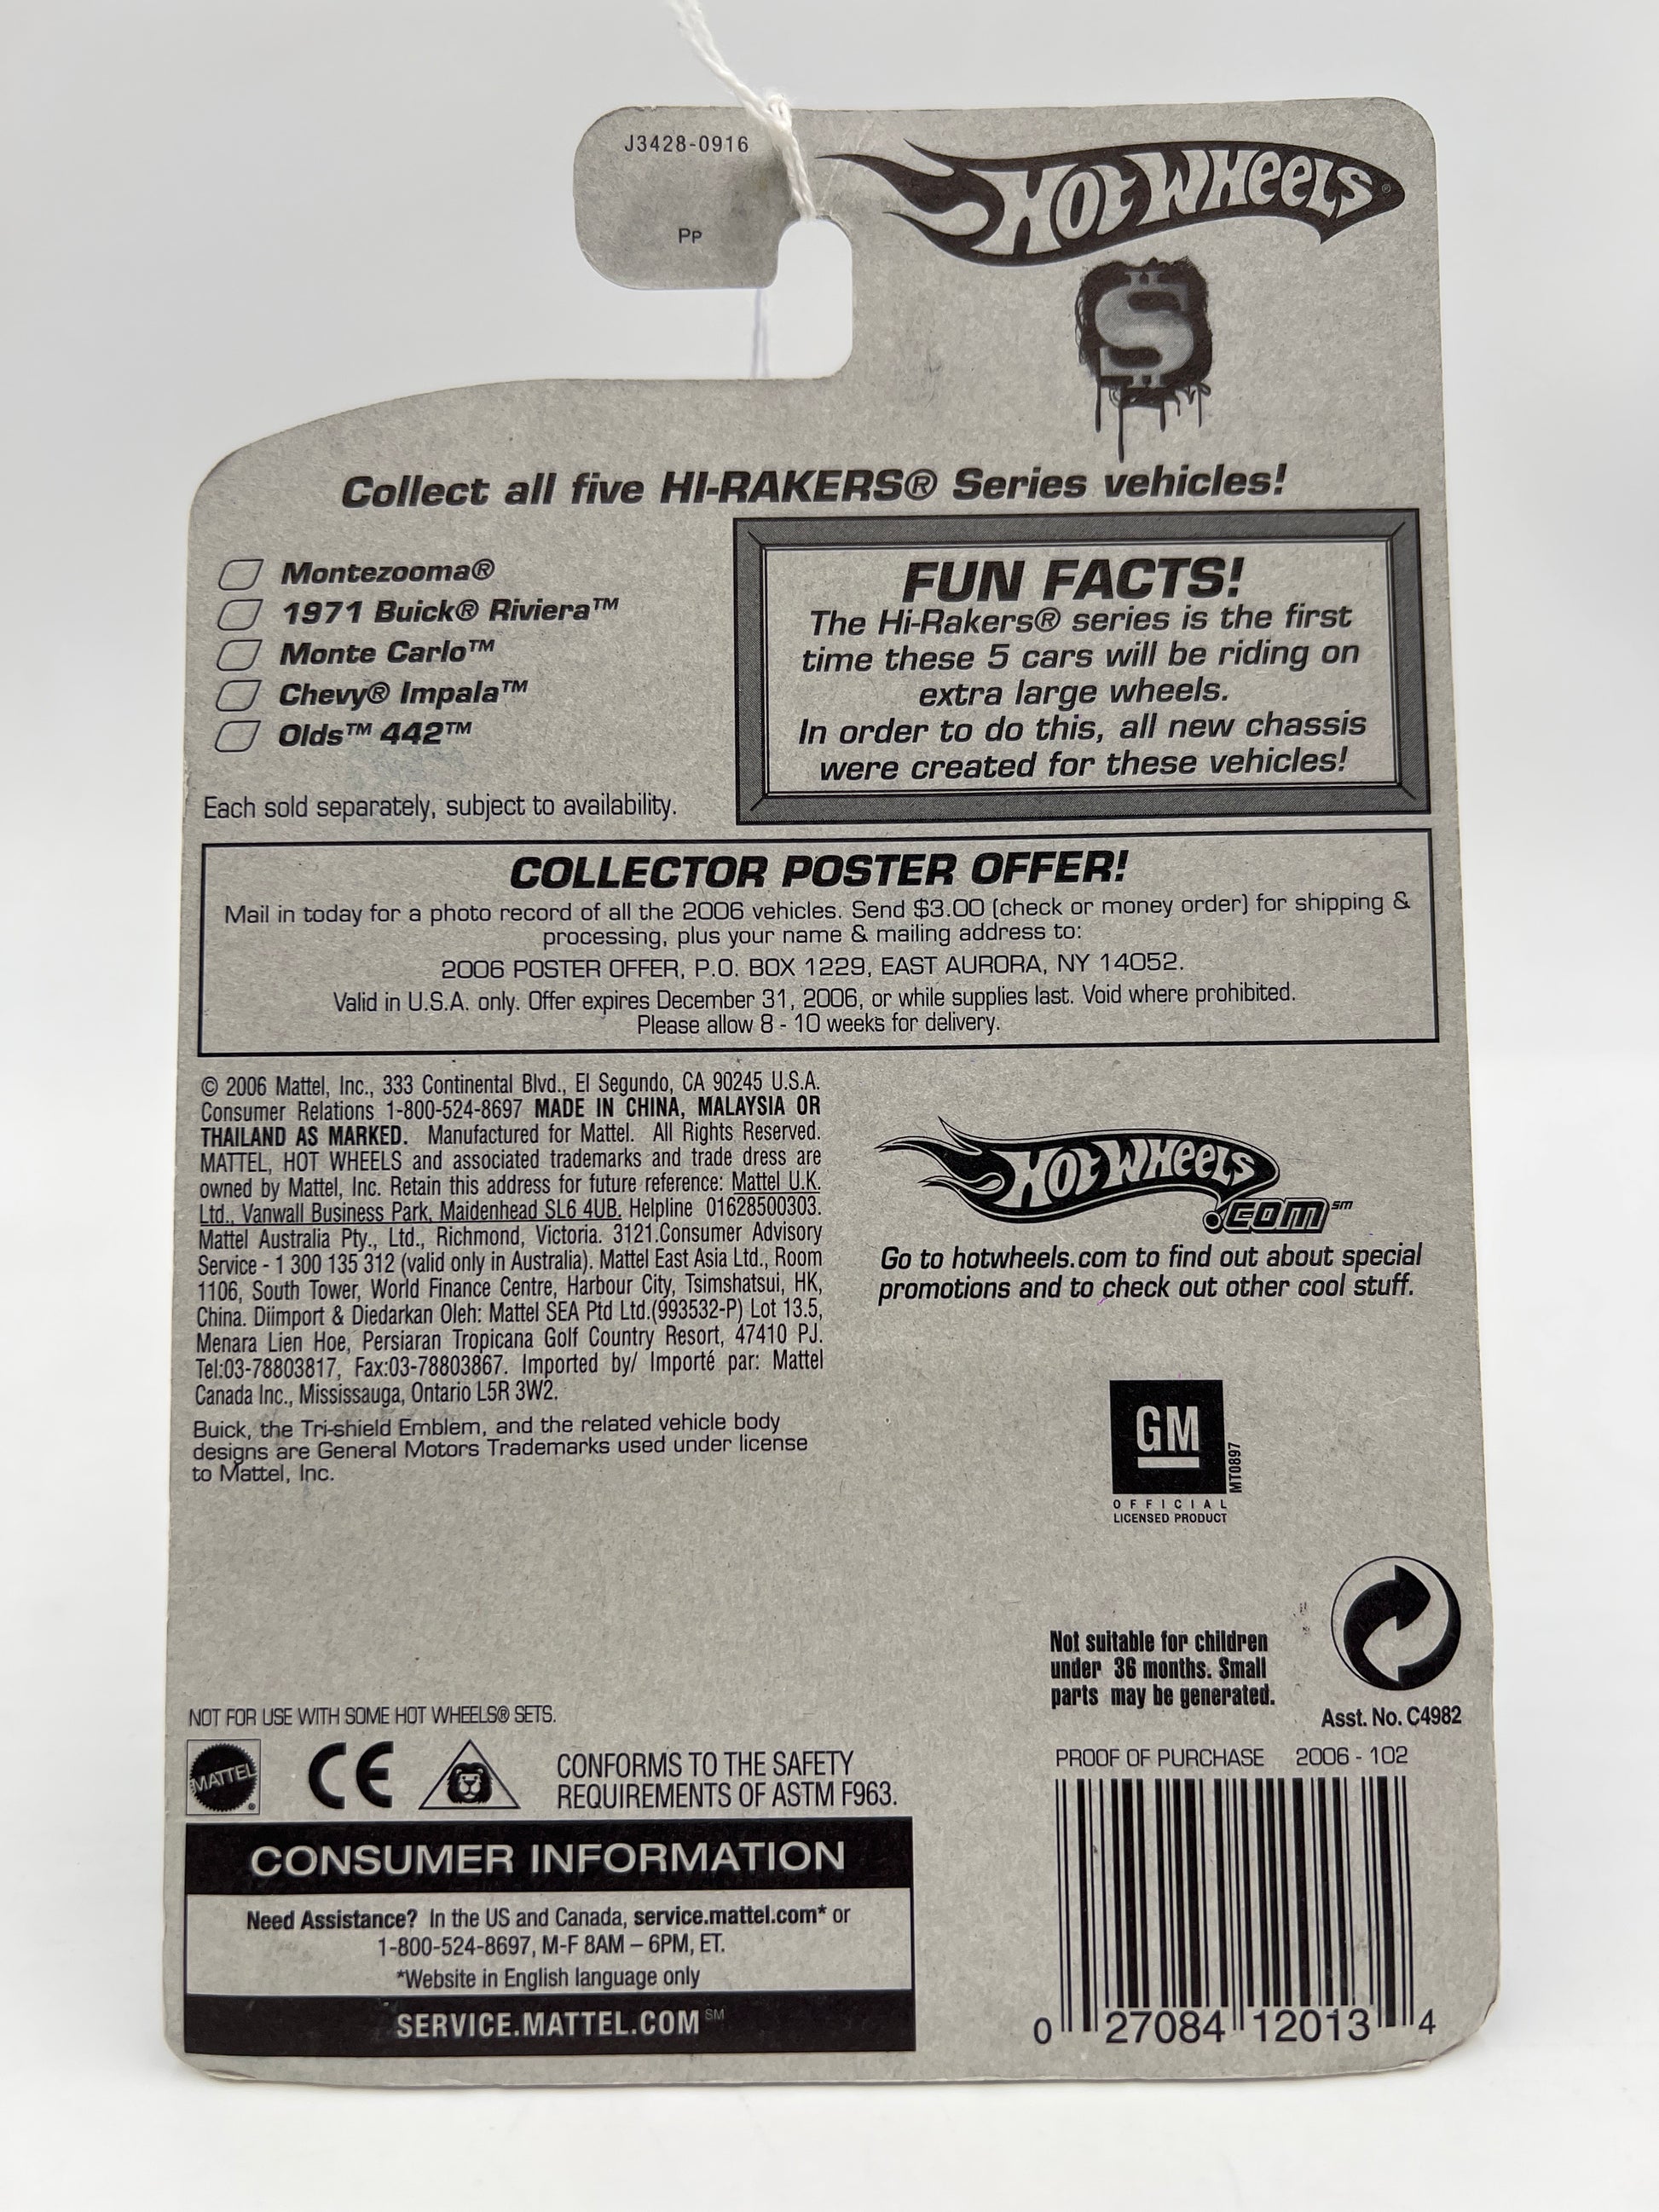 J3428-0916
Pp
HOT WHEELS®
$
Collect all five HI-RAKERS® Series vehicles!
Montezooma®
1971 Buick® Riviera™
Monte Carlo™
Chevy® Impala™
Olds™ 442™
Each sold separately, subject to availability.
FUN FACTS!
The Hi-Rakers® series is the first
time these 5 cars will be riding on
extra large wheels.
In order to do this, all new chassis
were created for these vehicles!
COLLECTOR POSTER OFFER!
Mail in today for a photo record of all the 2006 vehicles. Send $3.00 (check or money order) for shipping &
processing, plus your name & mailing address to:
2006 POSTER OFFER, P.O. BOX 1229, EAST AURORA, NY 14052.
Valid in U.S.A. only. Offer expires December 31, 2006, or while supplies last. Void where prohibited.
Please allow 8 - 10 weeks for delivery.
© 2006 Mattel, Inc., 333 Continental Blvd., El Segundo, CA 90245 U.S.A.
Consumer Relations 1-800-524-8697 MADE IN CHINA, MALAYSIA OR
THAILAND AS MARKED. Manufactured for Mattel. All Rights Reserved.
MATTEL, HOT WHEELS and associated trademarks and trade dress are
owned by Mattel, Inc. Retain this address for future reference: Mattel U.K.
Ltd., Vanwall Business Park, Maidenhead SL6 4UB. Helpline 01628500303.
Mattel Australia Pty., Ltd., Richmond, Victoria. 3121.Consumer Advisory
Service - 1 300 135 312 (valid only in Australia). Mattel East Asia Ltd., Room
1106, South Tower, World Finance Centre, Harbour City, Tsimshatsui, HK,
China. Diimport & Diedarkan Oleh: Mattel SEA Ptd Ltd.(993532-P) Lot 13.5,
Menara Lien Hoe, Persiaran Tropicana Golf Country Resort, 47410 PJ.
Tel:03-78803817, Fax:03-78803867. Imported by/ Importé par: Mattel
Canada Inc., Mississauga, Ontario L5R 3W2.
Buick, the Tri-shield Emblem, and the related vehicle body
designs are General Motors Trademarks used under license
to Mattel, Inc.
HOT WHEELS
.COM℠
Go to hotwheels.com to find out about special
promotions and to check out other cool stuff.
GM
MT0897
OFFICIAL
LICENSED PRODUCT
Not suitable for children
under 36 months. Small
parts may be generated.
Asst. No. C4982
NOT FOR USE WITH SOME HOT WHEELS® SETS.
MATTEL®
CE
CONFORMS TO THE SAFETY
REQUIREMENTS OF ASTM F963.
CONSUMER INFORMATION
Need Assistance? In the US and Canada, service.mattel.com* or
1-800-524-8697, M-F 8AM – 6PM, ET.
*Website in English language only
SERVICE.MATTEL.COM℠
PROOF OF PURCHASE 2006 - 102
0 27084 12013 4